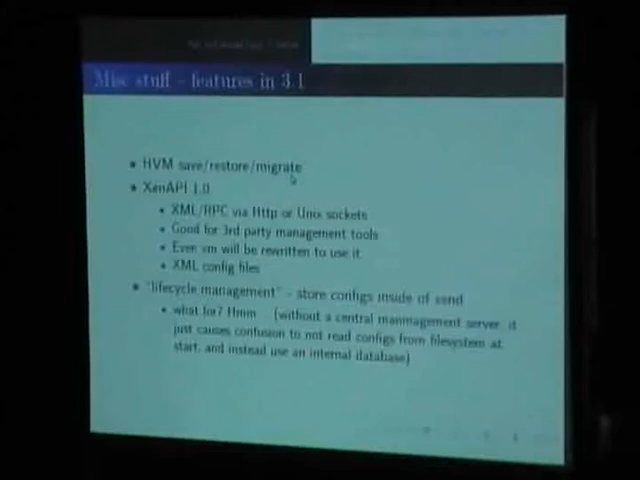 Misc stuff - features in 3.1
• HVM save/restore/migrate
• XenAPI 1.0
• XML/RPC via Http or Unix sockets
• Good for 3rd party management tools
• Even xm will be rewritten to use it
• XML config files
• "lifecycle management" - store configs inside of xend
• what for? Hmm (without a central manmagement server, it
just causes confusion to not read configs from filesystem at
start, and instead use an internal database)